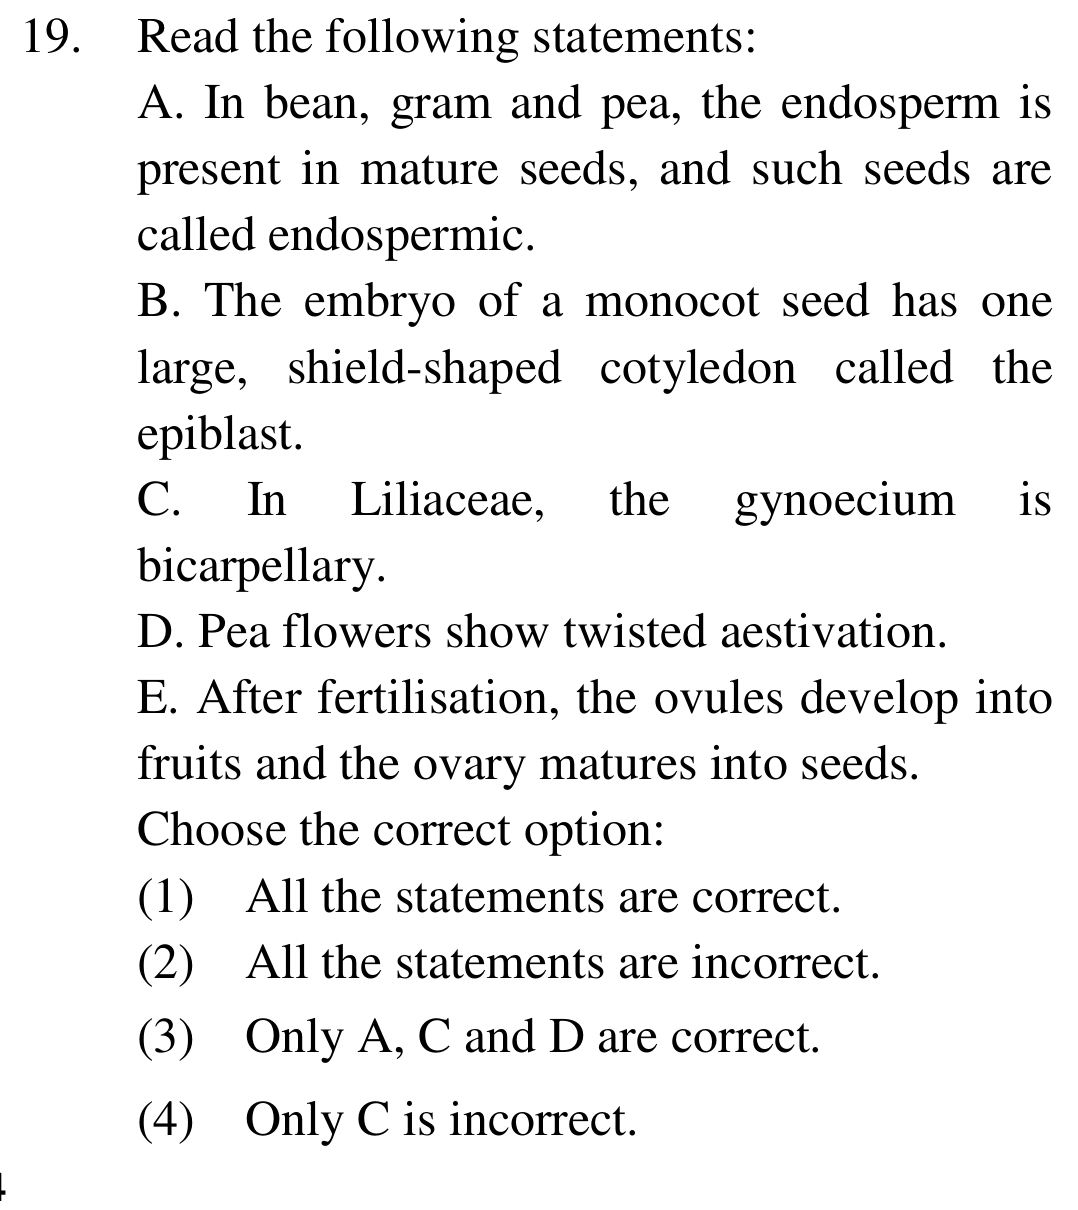 19. Read the following statements:
A. In bean, gram and pea, the endosperm is
present in mature seeds, and such seeds are
called endospermic.
B. The embryo of a monocot seed has one
large, shield-shaped cotyledon called the
epiblast.
C. In Liliaceae, the gynoecium is
bicarpellary.
D. Pea flowers show twisted aestivation.
E. After fertilisation, the ovules develop into
fruits and the ovary matures into seeds.
Choose the correct option:
(1) All the statements are correct.
(2) All the statements are incorrect.
(3) Only A, C and D are correct.
(4) Only C is incorrect.